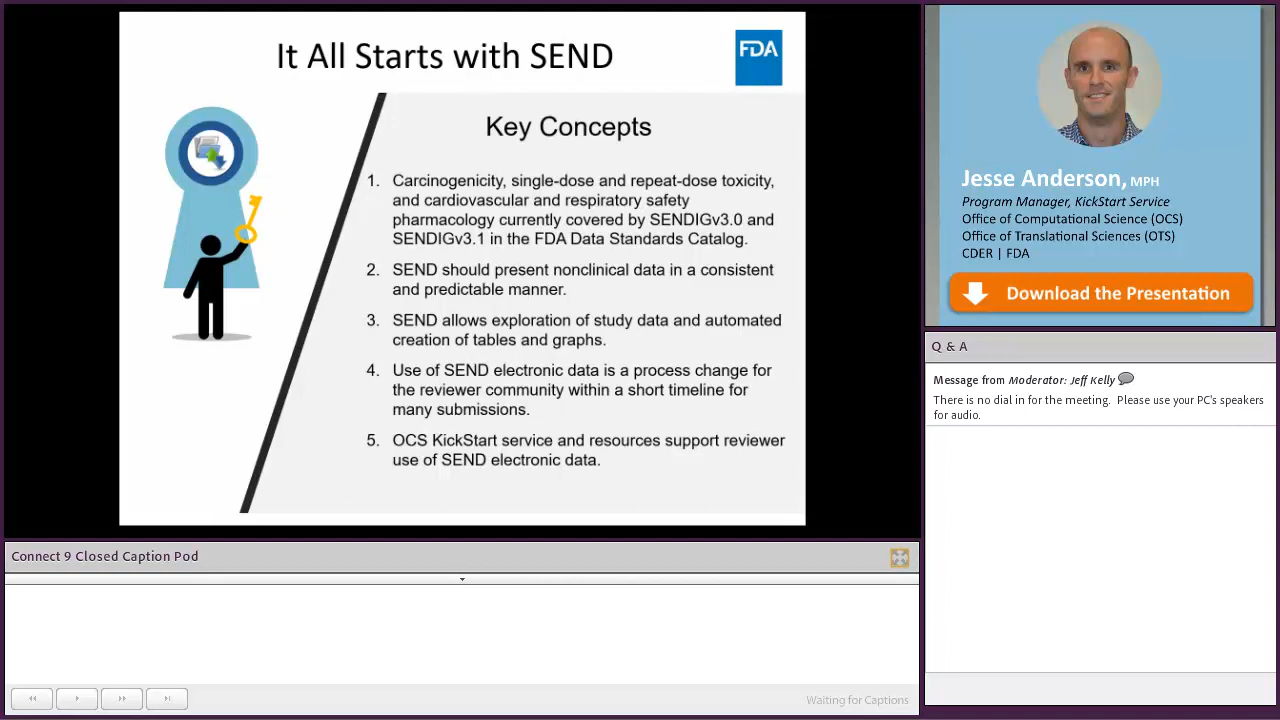 It All Starts with SEND
FDA
Key Concepts
1. Carcinogenicity, single-dose and repeat-dose toxicity,
and cardiovascular and respiratory safety
pharmacology currently covered by SENDIGv3.0 and
SENDIGv3.1 in the FDA Data Standards Catalog.
2. SEND should present nonclinical data in a consistent
and predictable manner.
3. SEND allows exploration of study data and automated
creation of tables and graphs.
4. Use of SEND electronic data is a process change for
the reviewer community within a short timeline for
many submissions.
5. OCS KickStart service and resources support reviewer
use of SEND electronic data.
Jesse Anderson, MPH
Program Manager, KickStart Service
Office of Computational Science (OCS)
Office of Translational Sciences (OTS)
CDER | FDA
Download the Presentation
Q & A
Message from Moderator: Jeff Kelly
There is no dial in for the meeting. Please use your PC's speakers
for audio.
Connect 9 Closed Caption Pod
Waiting for Captions